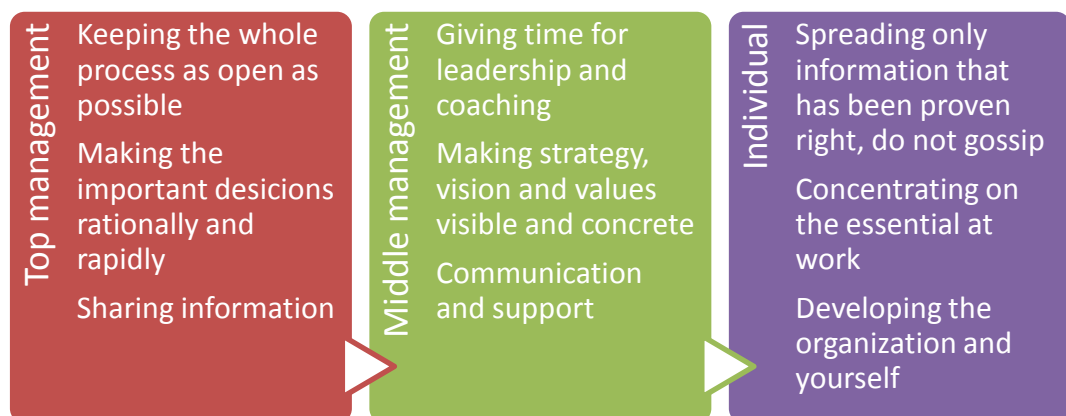 Top management
Keeping the whole
process as open as
possible
Making the
important desicions
rationally and
rapidly
Sharing information
Middle management
Giving time for
leadership and
coaching
Making strategy,
vision and values
visible and concrete
Communication
and support
Individual
Spreading only
information that
has been proven
right, do not gossip
Concentrating on
the essential at
work
Developing the
organization and
yourself